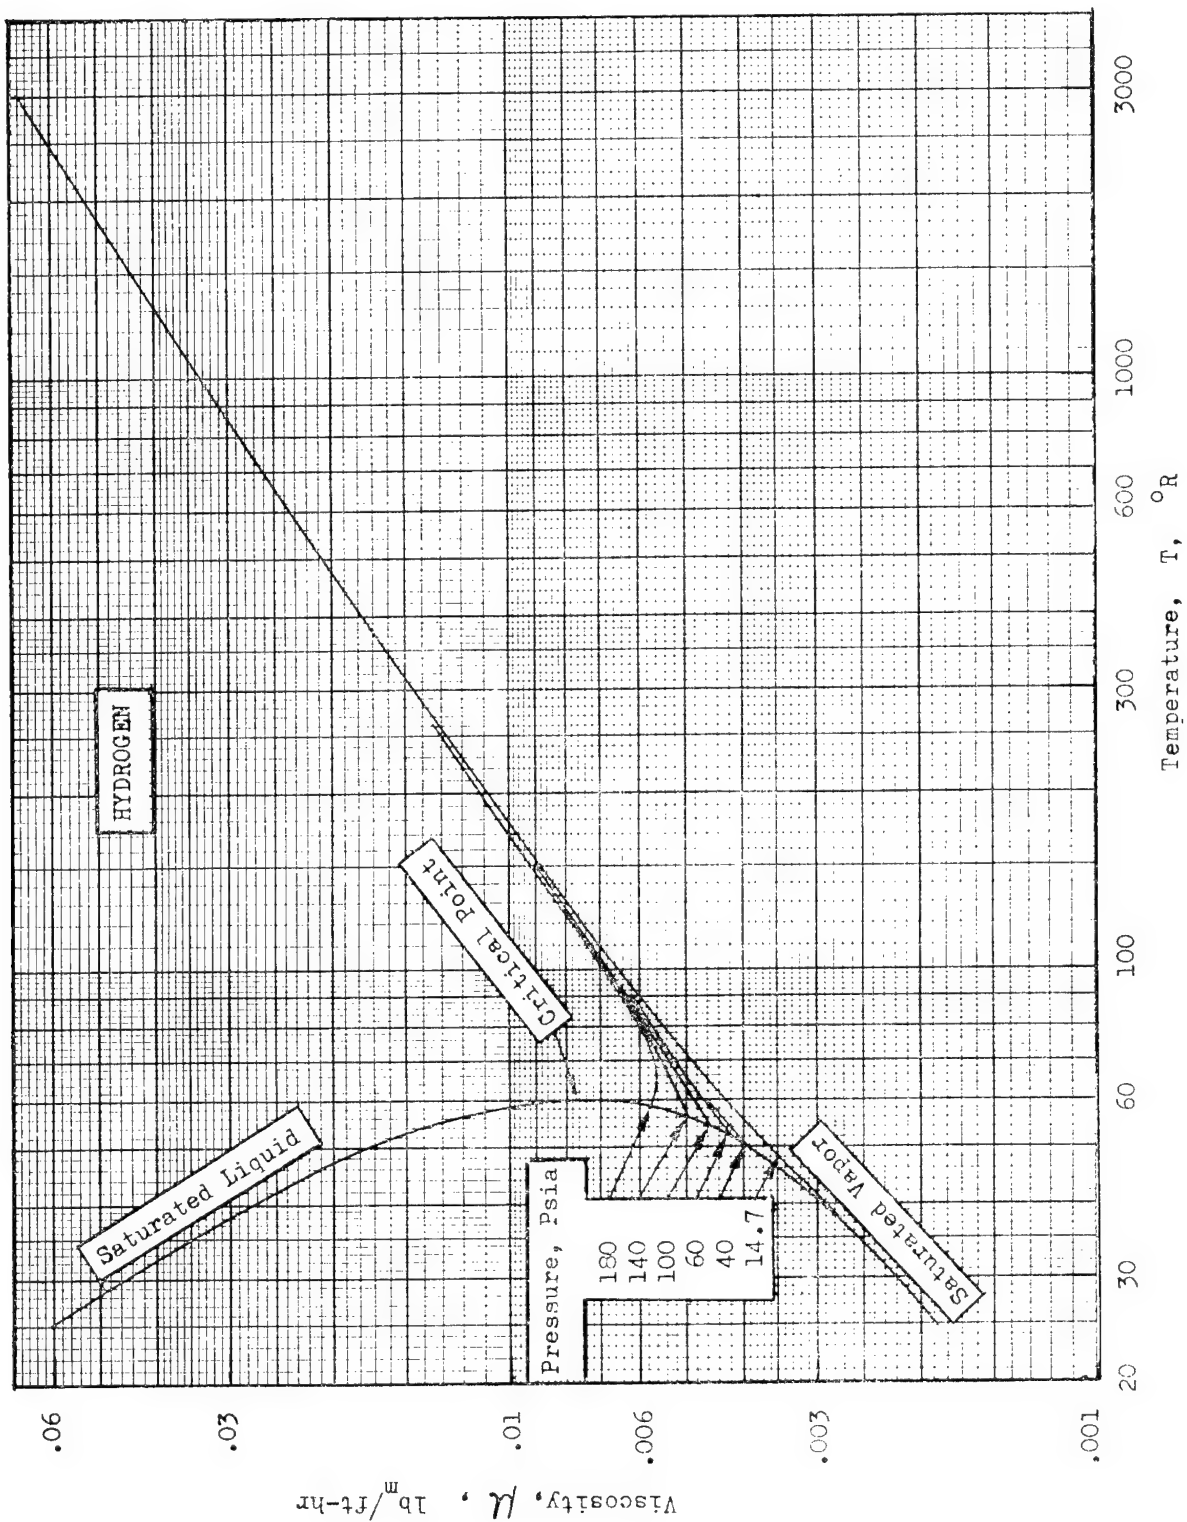 HYDROGEN
Saturated Liquid
Critical Point
Pressure, Psia
180
140
100
60
40
14.7
Saturated Vapor
Viscosity, μ, lbm/ft-hr
.06
.03
.01
.006
.003
.001
20
30
60
100
300
600
1000
3000
Temperature, T, °R